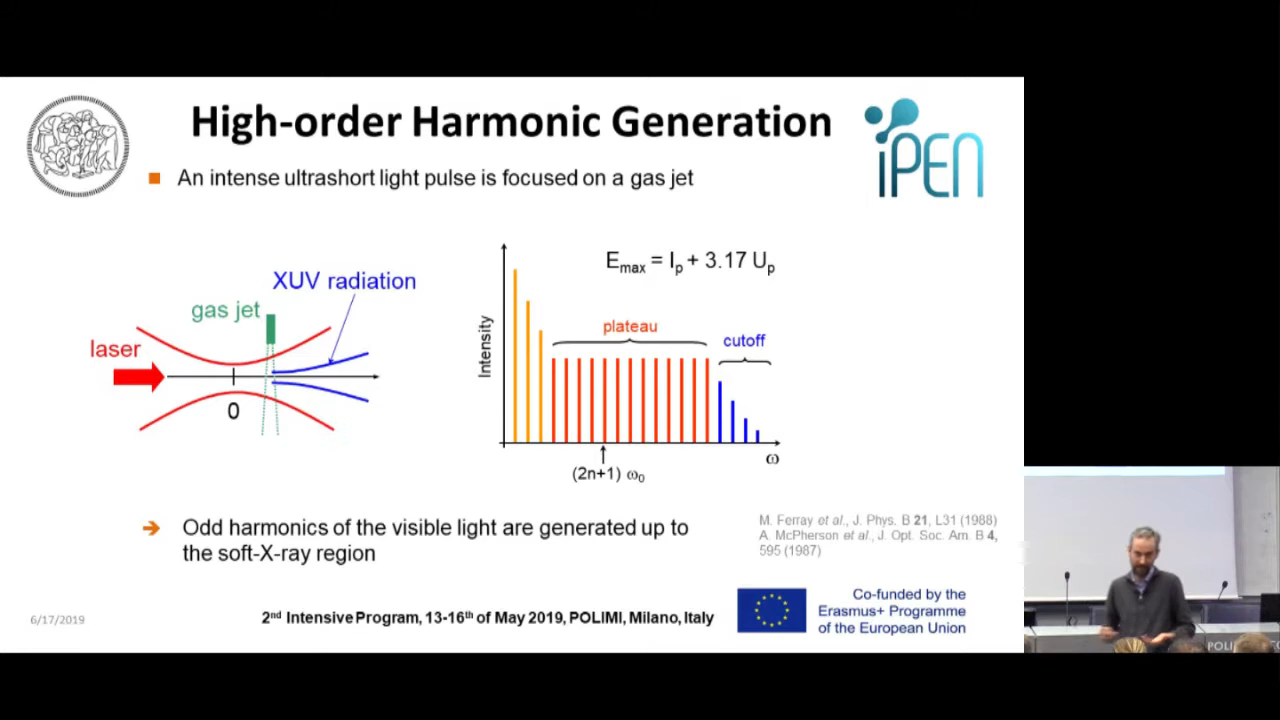 High-order Harmonic Generation
iPEN
An intense ultrashort light pulse is focused on a gas jet
XUV radiation
gas jet
laser
0
Intensity
E_max = I_p + 3.17 U_p
plateau
cutoff
ω
(2n+1) ω₀
Odd harmonics of the visible light are generated up to
the soft-X-ray region
M. Ferray et al., J. Phys. B 21, L31 (1988)
A. McPherson et al., J. Opt. Soc. Am. B 4,
595 (1987)
6/17/2019
2nd Intensive Program, 13-16th of May 2019, POLIMI, Milano, Italy
Co-funded by the
Erasmus+ Programme
of the European Union